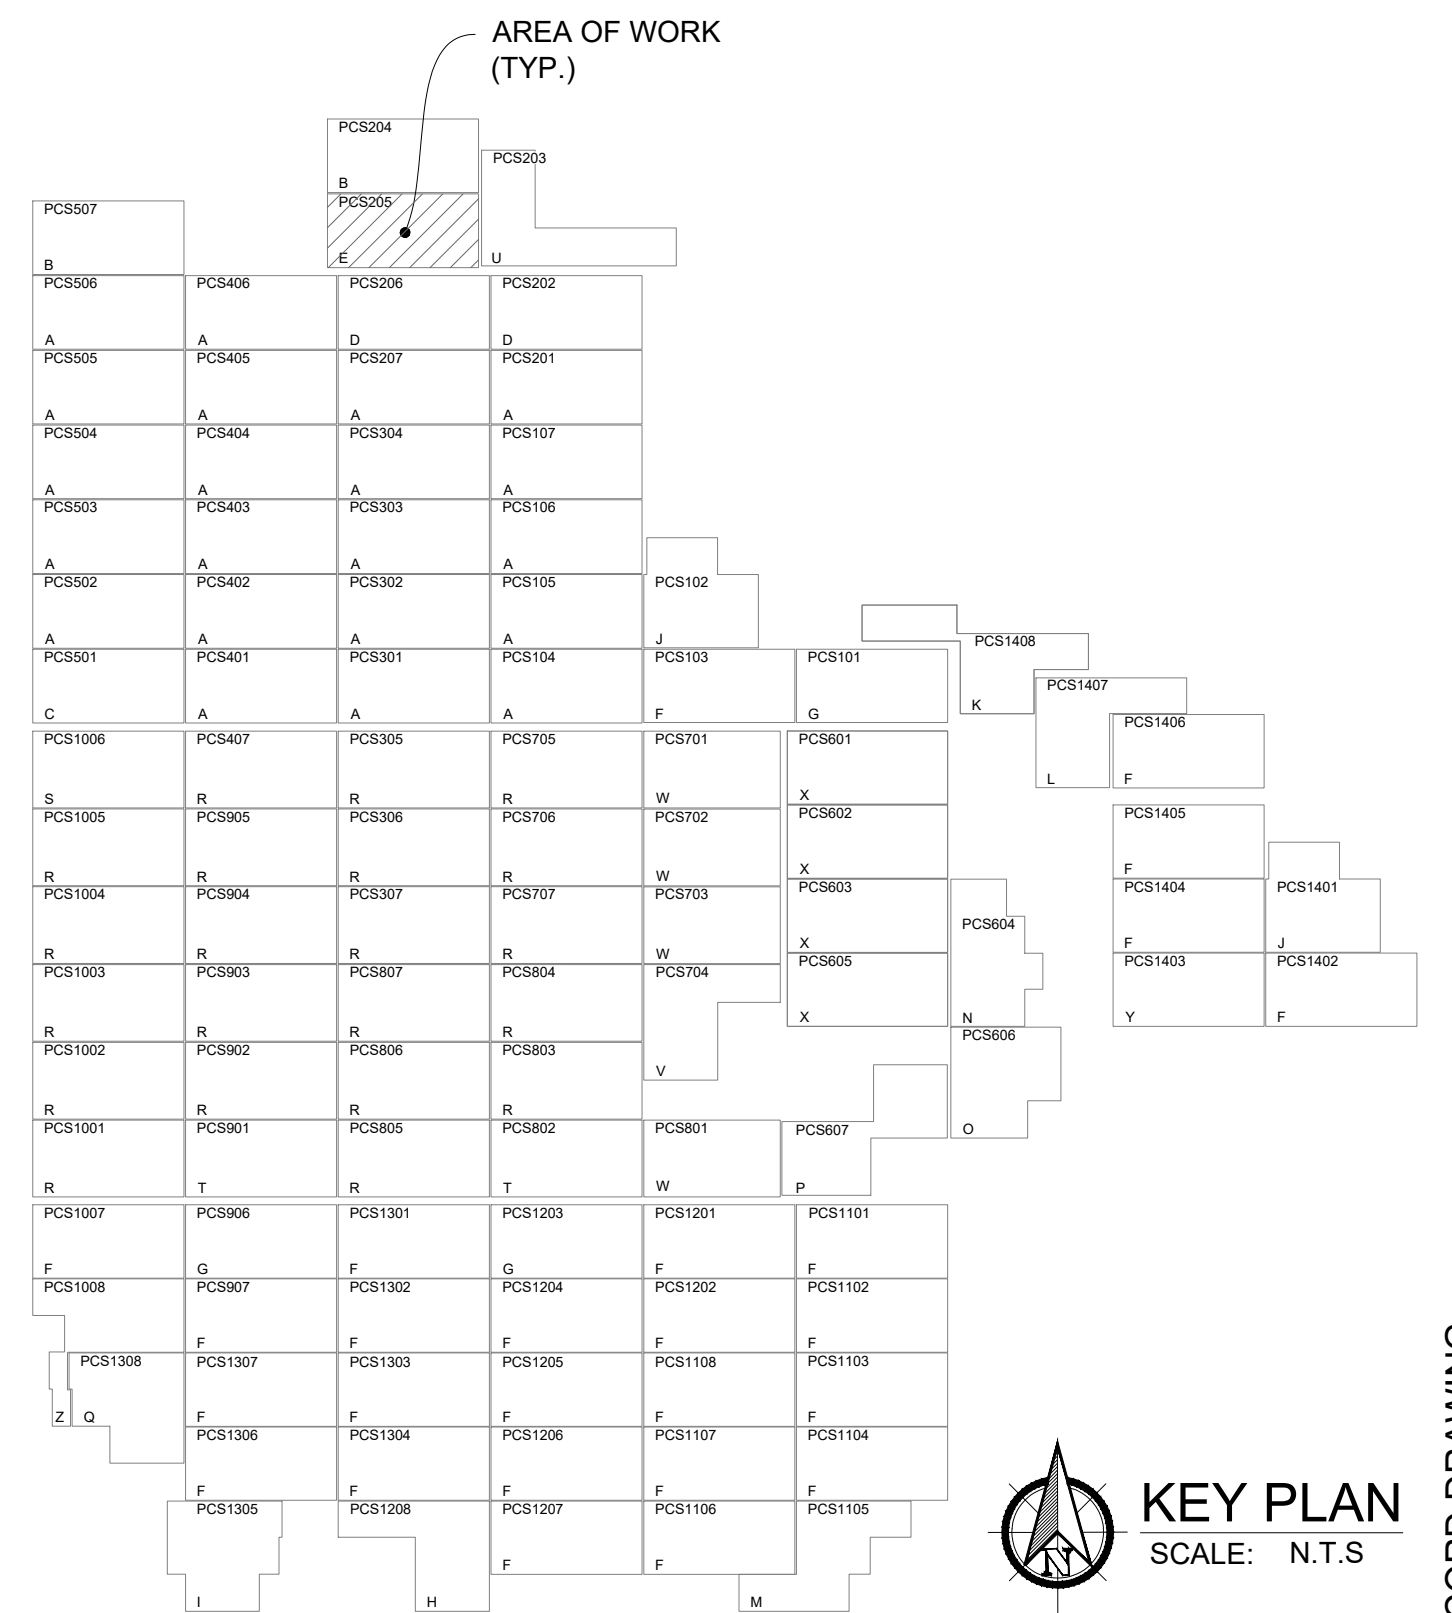 AREA OF WORK
(TYP.)
PCS204
PCS203
B
PCS205
PCS507
E
U
B
PCS506 PCS406 PCS206 PCS202
A A D D
PCS505 PCS405 PCS207 PCS201
A A A A
PCS504 PCS404 PCS304 PCS107
A A A A
PCS503 PCS403 PCS303 PCS106
A A A A
PCS502 PCS402 PCS302 PCS105 PCS102
A A A A J
PCS1408
PCS501 PCS401 PCS301 PCS104 PCS103 PCS101
PCS1407
C A A A F G K
PCS1406
PCS1006 PCS407 PCS305 PCS705 PCS701 PCS601
L F
S R R R W X
PCS1005 PCS905 PCS306 PCS706 PCS702 PCS602 PCS1405
R R R R W X F
PCS1004 PCS904 PCS307 PCS707 PCS703 PCS603 PCS1404 PCS1401
PCS604
R R R R W X F J
PCS1003 PCS903 PCS807 PCS804 PCS704 PCS605 PCS1403 PCS1402
X N Y F
R R R R
PCS606
PCS1002 PCS902 PCS806 PCS803
V
R R R R
PCS1001 PCS901 PCS805 PCS802 PCS801 PCS607 O
R T R T W P
PCS1007 PCS906 PCS1301 PCS1203 PCS1201 PCS1101
F G F G F F
PCS1008 PCS907 PCS1302 PCS1204 PCS1202 PCS1102
F F F F F
PCS1308 PCS1307 PCS1303 PCS1205 PCS1108 PCS1103
Z Q F F F F F
PCS1306 PCS1304 PCS1206 PCS1107 PCS1104
F F F F F
PCS1305 PCS1208 PCS1207 PCS1106 PCS1105
F F
I H M
N
KEY PLAN
SCALE: N.T.S
DRAWING